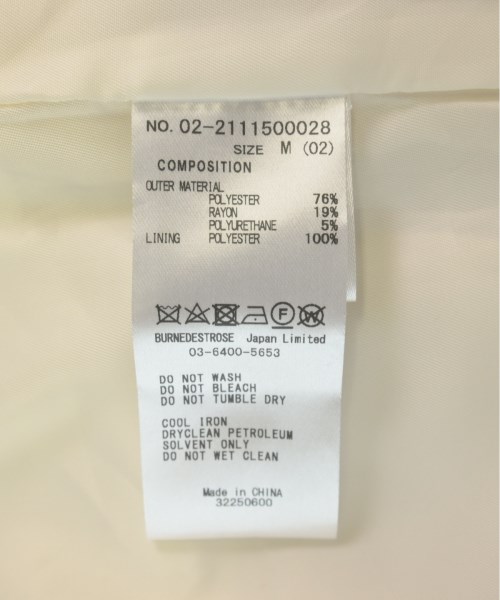 NO. 02-2111500028
SIZE M (02)
COMPOSITION
OUTER MATERIAL
POLYESTER 76%
RAYON 19%
POLYURETHANE 5%
LINING POLYESTER 100%
F W
BURNEDESTROSE Japan Limited
03-6400-5653
DO NOT WASH
DO NOT BLEACH
DO NOT TUMBLE DRY
COOL IRON
DRYCLEAN PETROLEUM
SOLVENT ONLY
DO NOT WET CLEAN
Made in CHINA
32250600